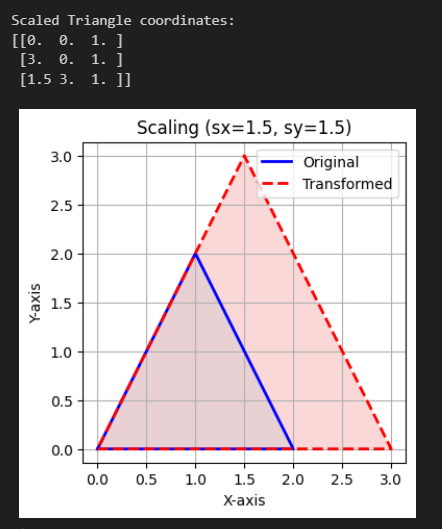 Scaled Triangle coordinates:
[[0.  0.  1. ]
 [3.  0.  1. ]
 [1.5 3.  1. ]]
Scaling (sx=1.5, sy=1.5)
Original
Transformed
3.0
2.5
2.0
1.5
1.0
0.5
0.0
Y-axis
0.0 0.5 1.0 1.5 2.0 2.5 3.0
X-axis